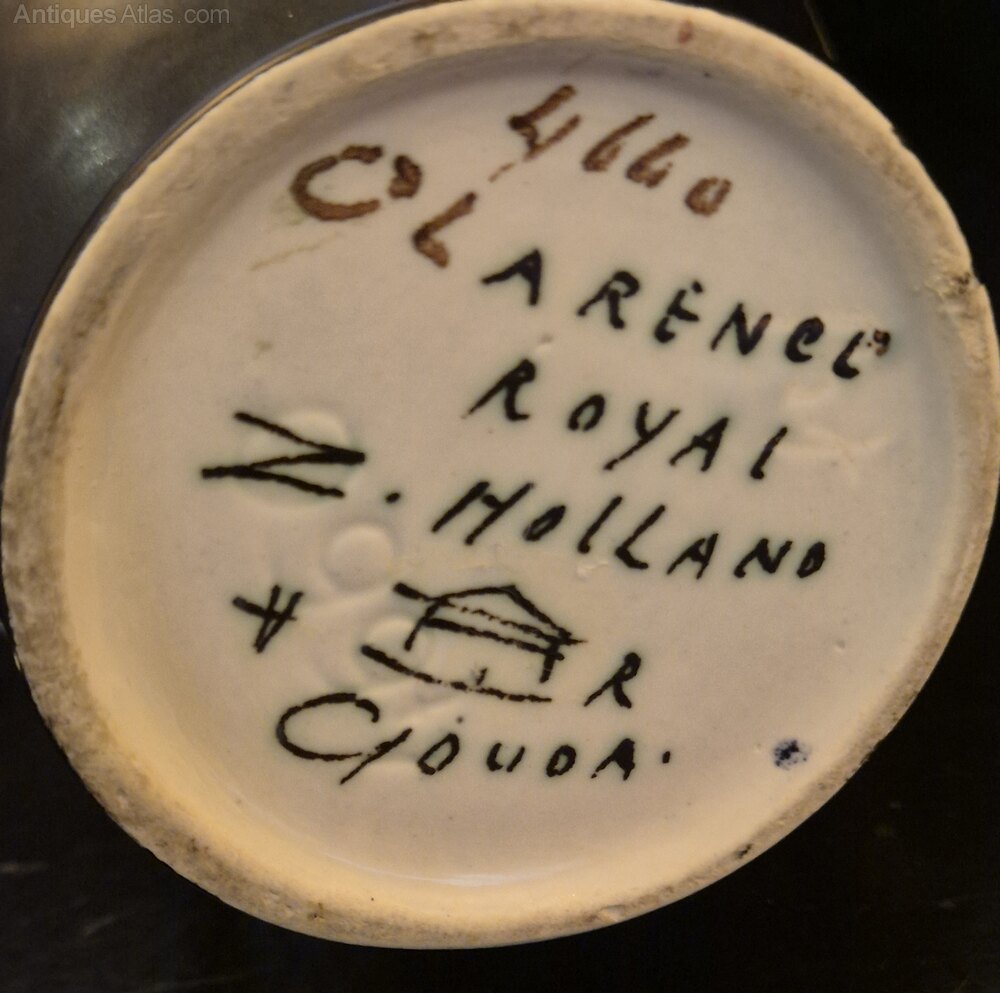 AntiquesAtlas.com
4660
CLARENCE
ROYAL
N. HOLLAND
H R
GOUDA.